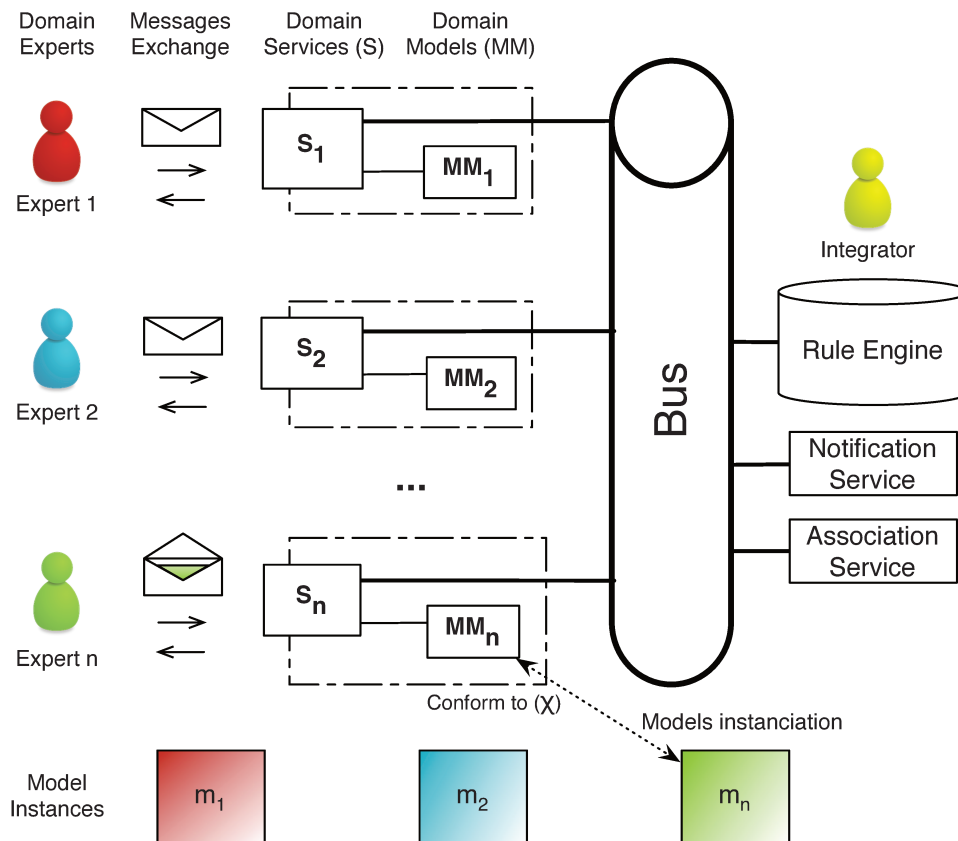 Domain
Experts
Messages
Exchange
Domain
Services (S)
Domain
Models (MM)
S1
MM1
Expert 1
Integrator
S2
MM2
Expert 2
Bus
Rule Engine
Notification
Service
...
Association
Service
Sn
MMn
Expert n
Conform to (χ)
Models instanciation
Model
Instances
m1
m2
mn